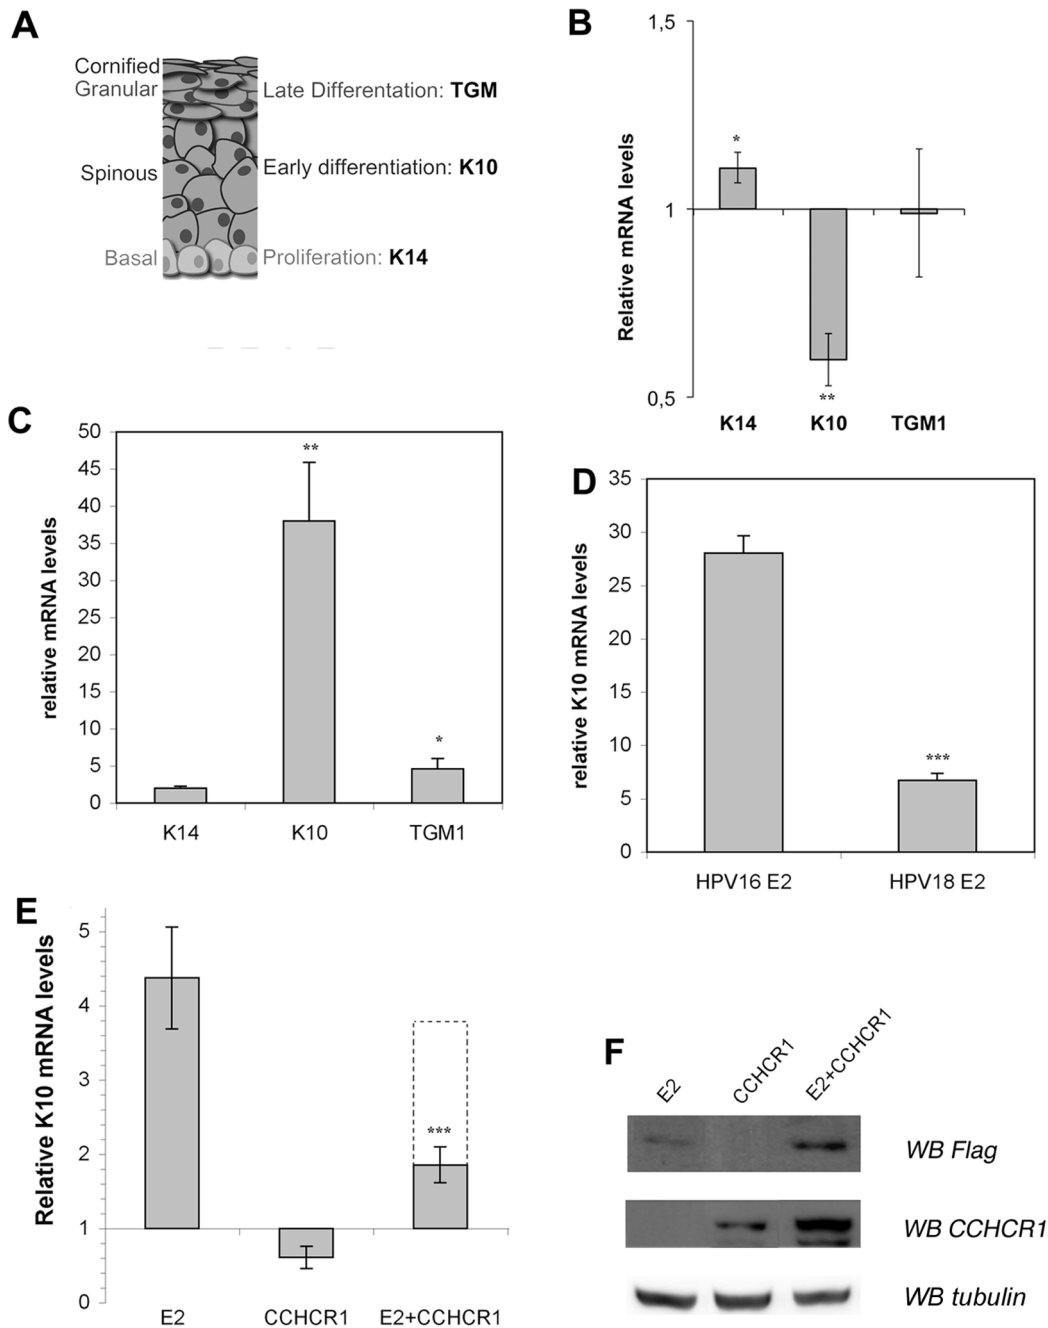 A
Cornified
Granular
Late Differentation: TGM
Spinous
Early differentiation: K10
Basal
Proliferation: K14
B
Relative mRNA levels
1,5
1
0,5
*
**
K14 K10 TGM1
C
relative mRNA levels
50
45
40
35
30
25
20
15
10
5
0
**
*
K14 K10 TGM1
D
relative K10 mRNA levels
35
30
25
20
15
10
5
0
***
HPV16 E2 HPV18 E2
E
Relative K10 mRNA levels
5
4
3
2
1
0
***
E2 CCHCR1 E2+CCHCR1
F
E2 CCHCR1 E2+CCHCR1
WB Flag
WB CCHCR1
WB tubulin